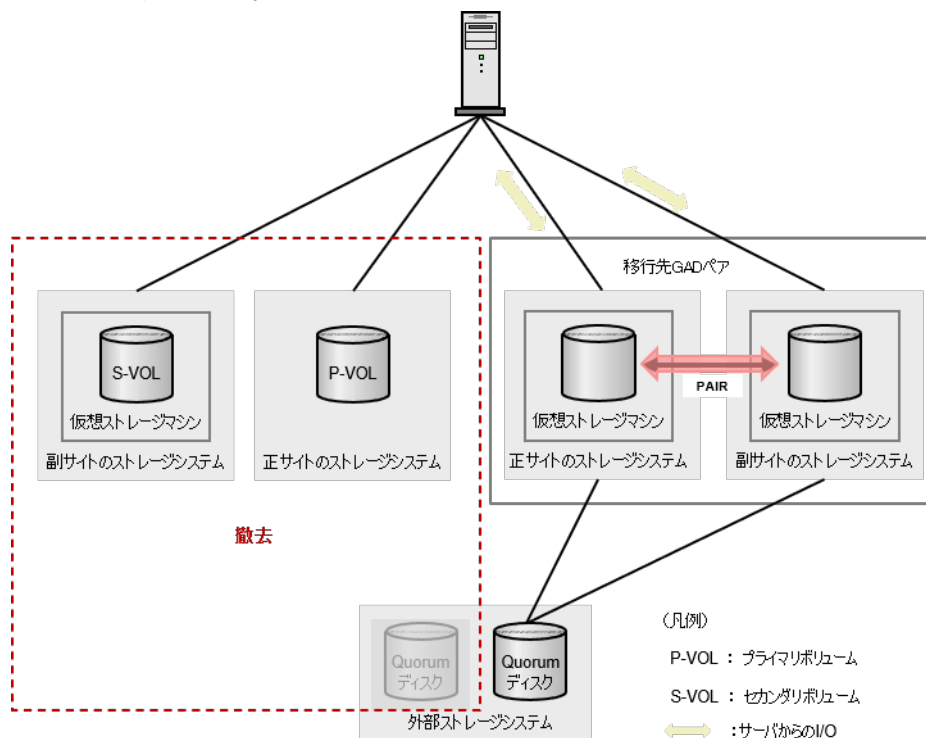 移行先GADペア
S-VOL
仮想ストレージマシン
副サイトのストレージシステム
P-VOL
正サイトのストレージシステム
仮想ストレージマシン
正サイトのストレージシステム
PAIR
仮想ストレージマシン
副サイトのストレージシステム
撤去
Quorum
ディスク
Quorum
ディスク
外部ストレージシステム
(凡例)
P-VOL : プライマリボリューム
S-VOL : セカンダリボリューム
:サーバからのI/O